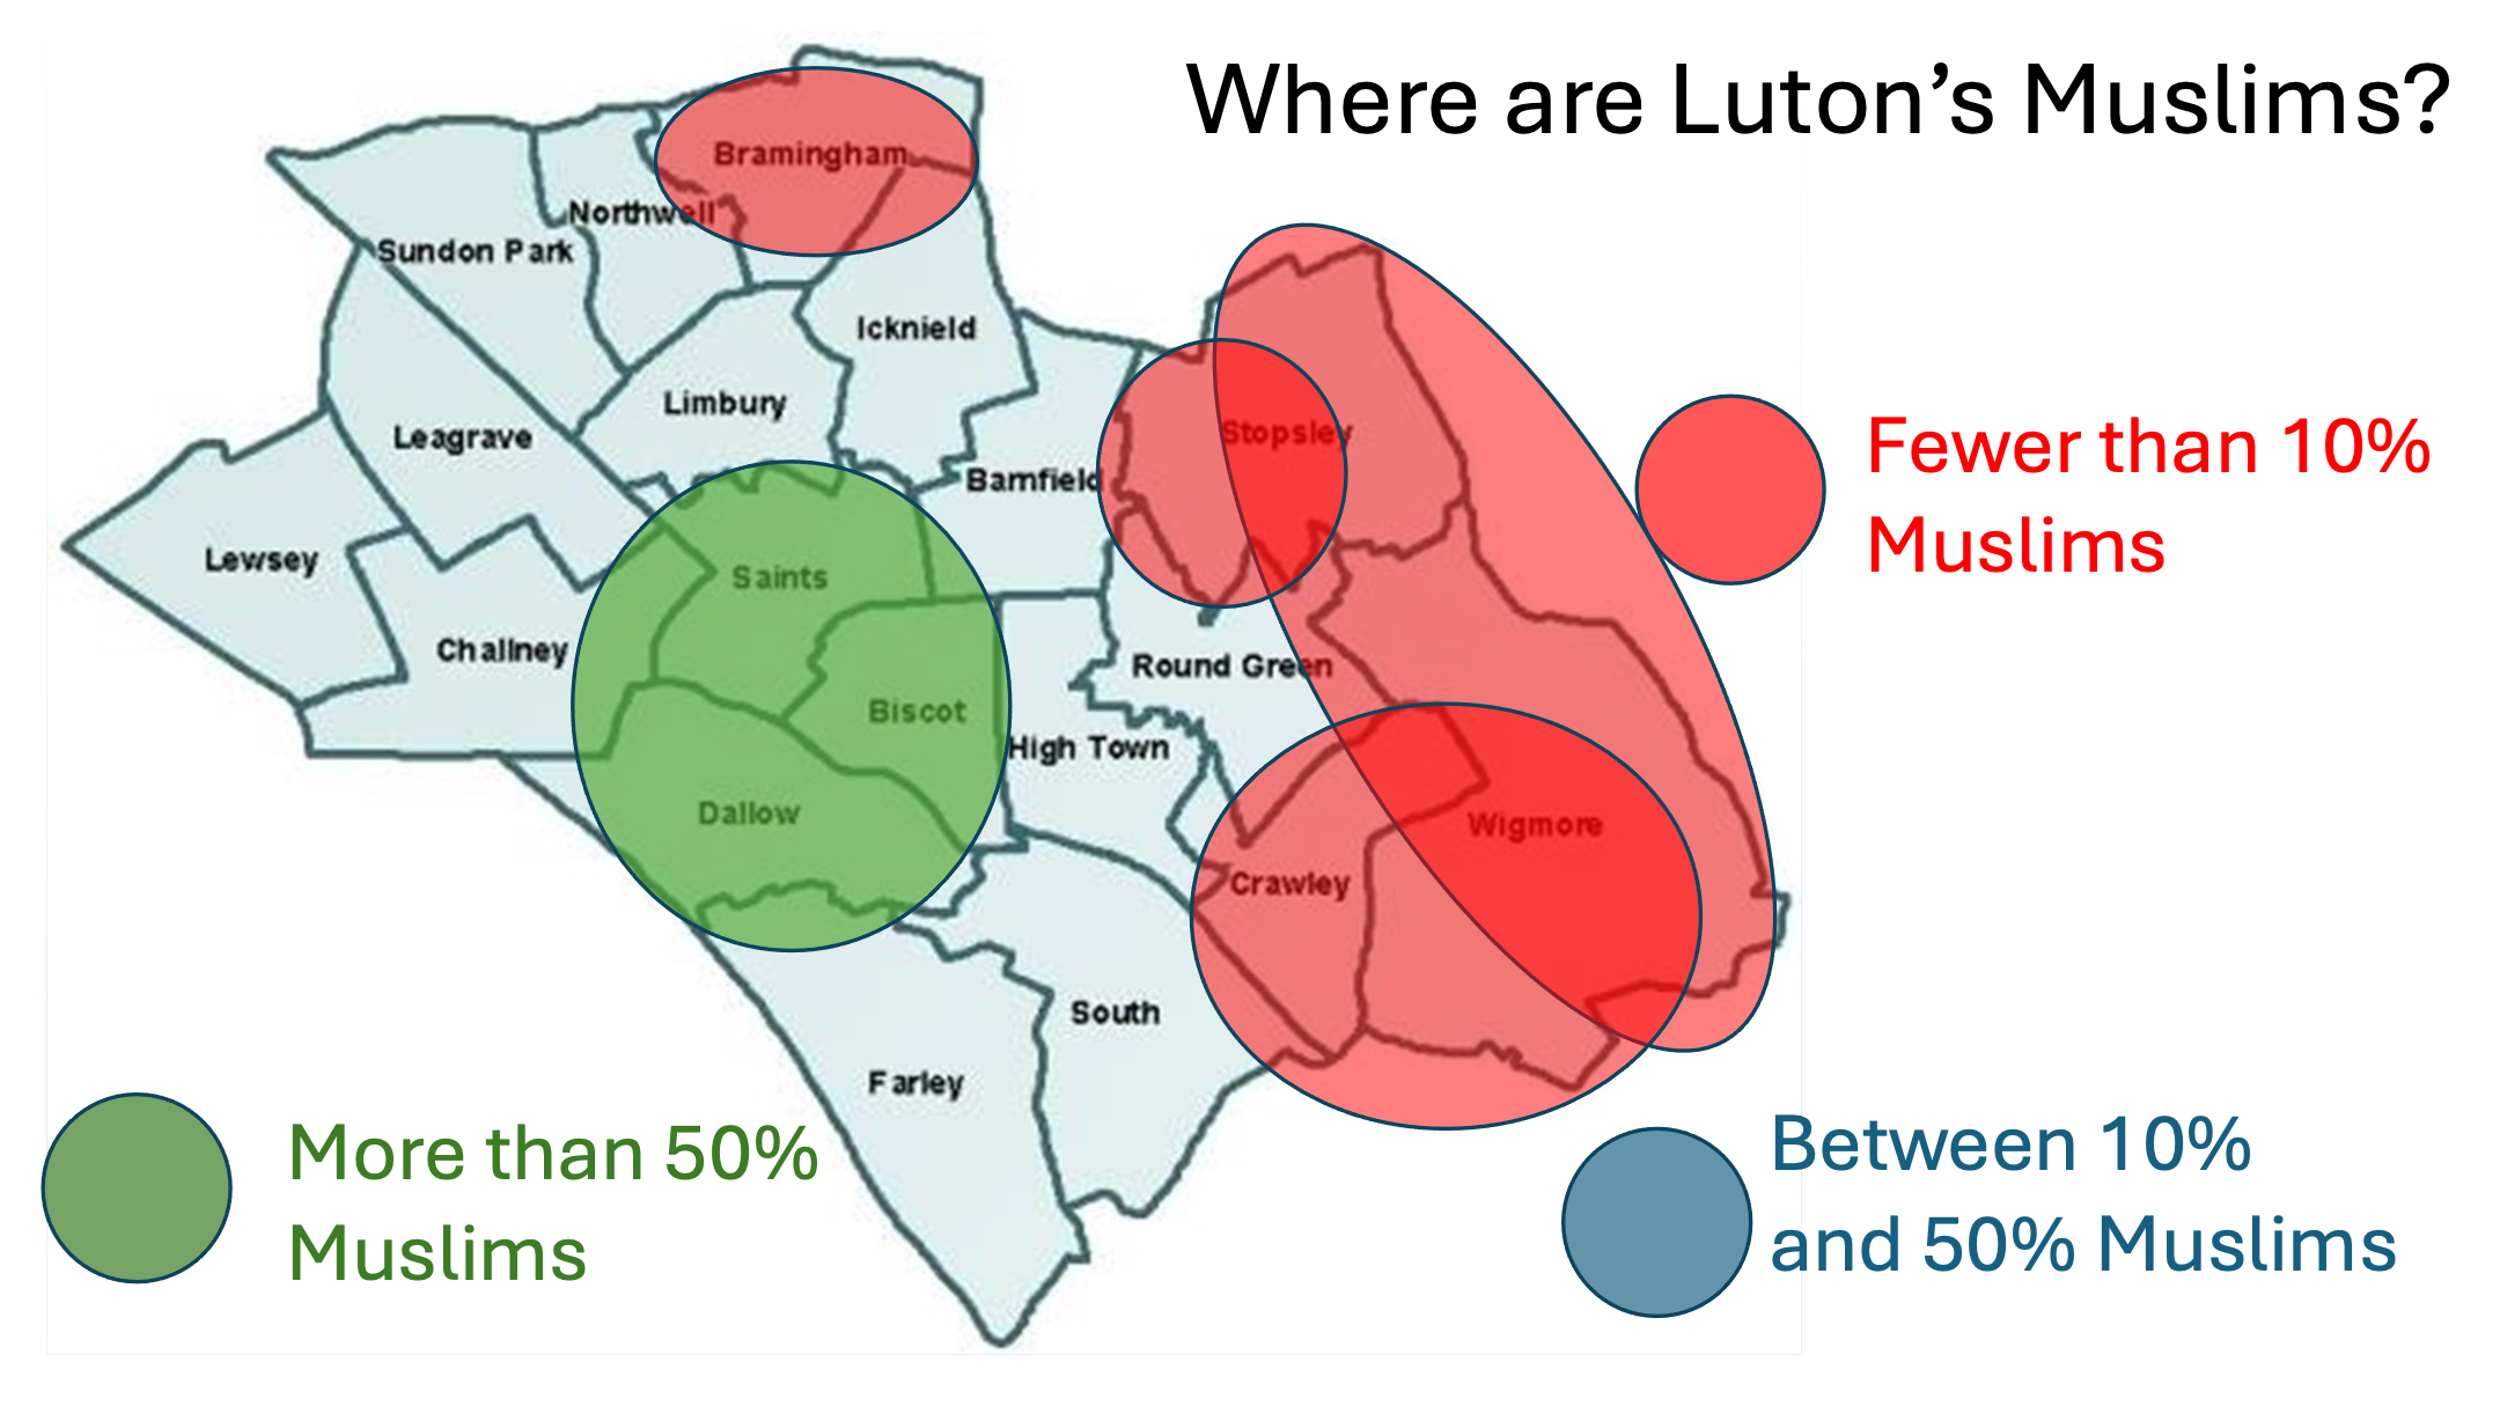 Where are Luton’s Muslims?
Bramingham
Northwell
Sundon Park
Icknield
Limbury
Leagrave
Stopsley
Barnfield
Lewsey
Saints
Challney
Round Green
Biscot
High Town
Dallow
Wigmore
Crawley
South
Farley
Fewer than 10%
Muslims
More than 50%
Muslims
Between 10%
and 50% Muslims